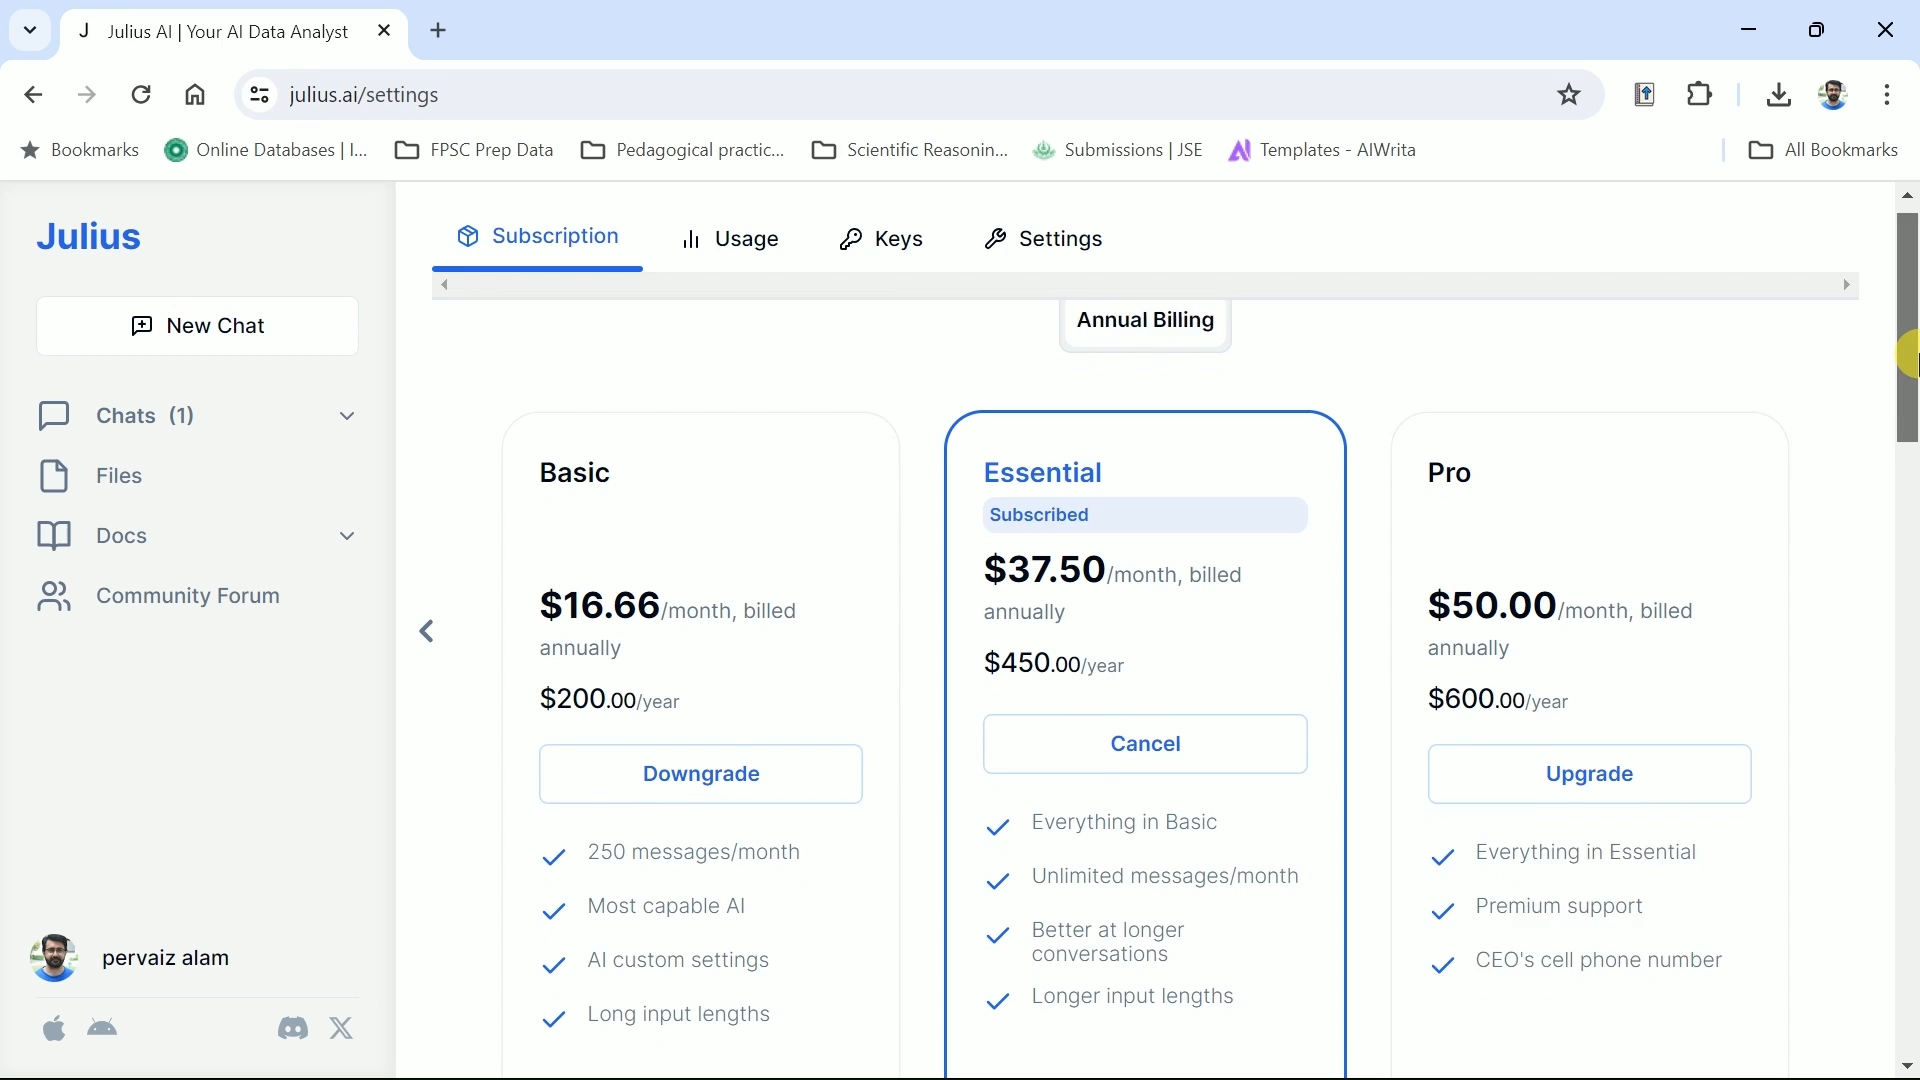 Julius AI | Your AI Data Analyst
julius.ai/settings
Bookmarks
Online Databases | I...
FPSC Prep Data
Pedagogical practic...
Scientific Reasonin...
Submissions | JSE
Templates - AIWrita
All Bookmarks
Julius
New Chat
Chats (1)
Files
Docs
Community Forum
pervaiz alam
Subscription
Usage
Keys
Settings
Annual Billing
Basic
$16.66/month, billed
annually
$200.00/year
Downgrade
250 messages/month
Most capable AI
AI custom settings
Long input lengths
Essential
Subscribed
$37.50/month, billed
annually
$450.00/year
Cancel
Everything in Basic
Unlimited messages/month
Better at longer
conversations
Longer input lengths
Pro
$50.00/month, billed
annually
$600.00/year
Upgrade
Everything in Essential
Premium support
CEO's cell phone number